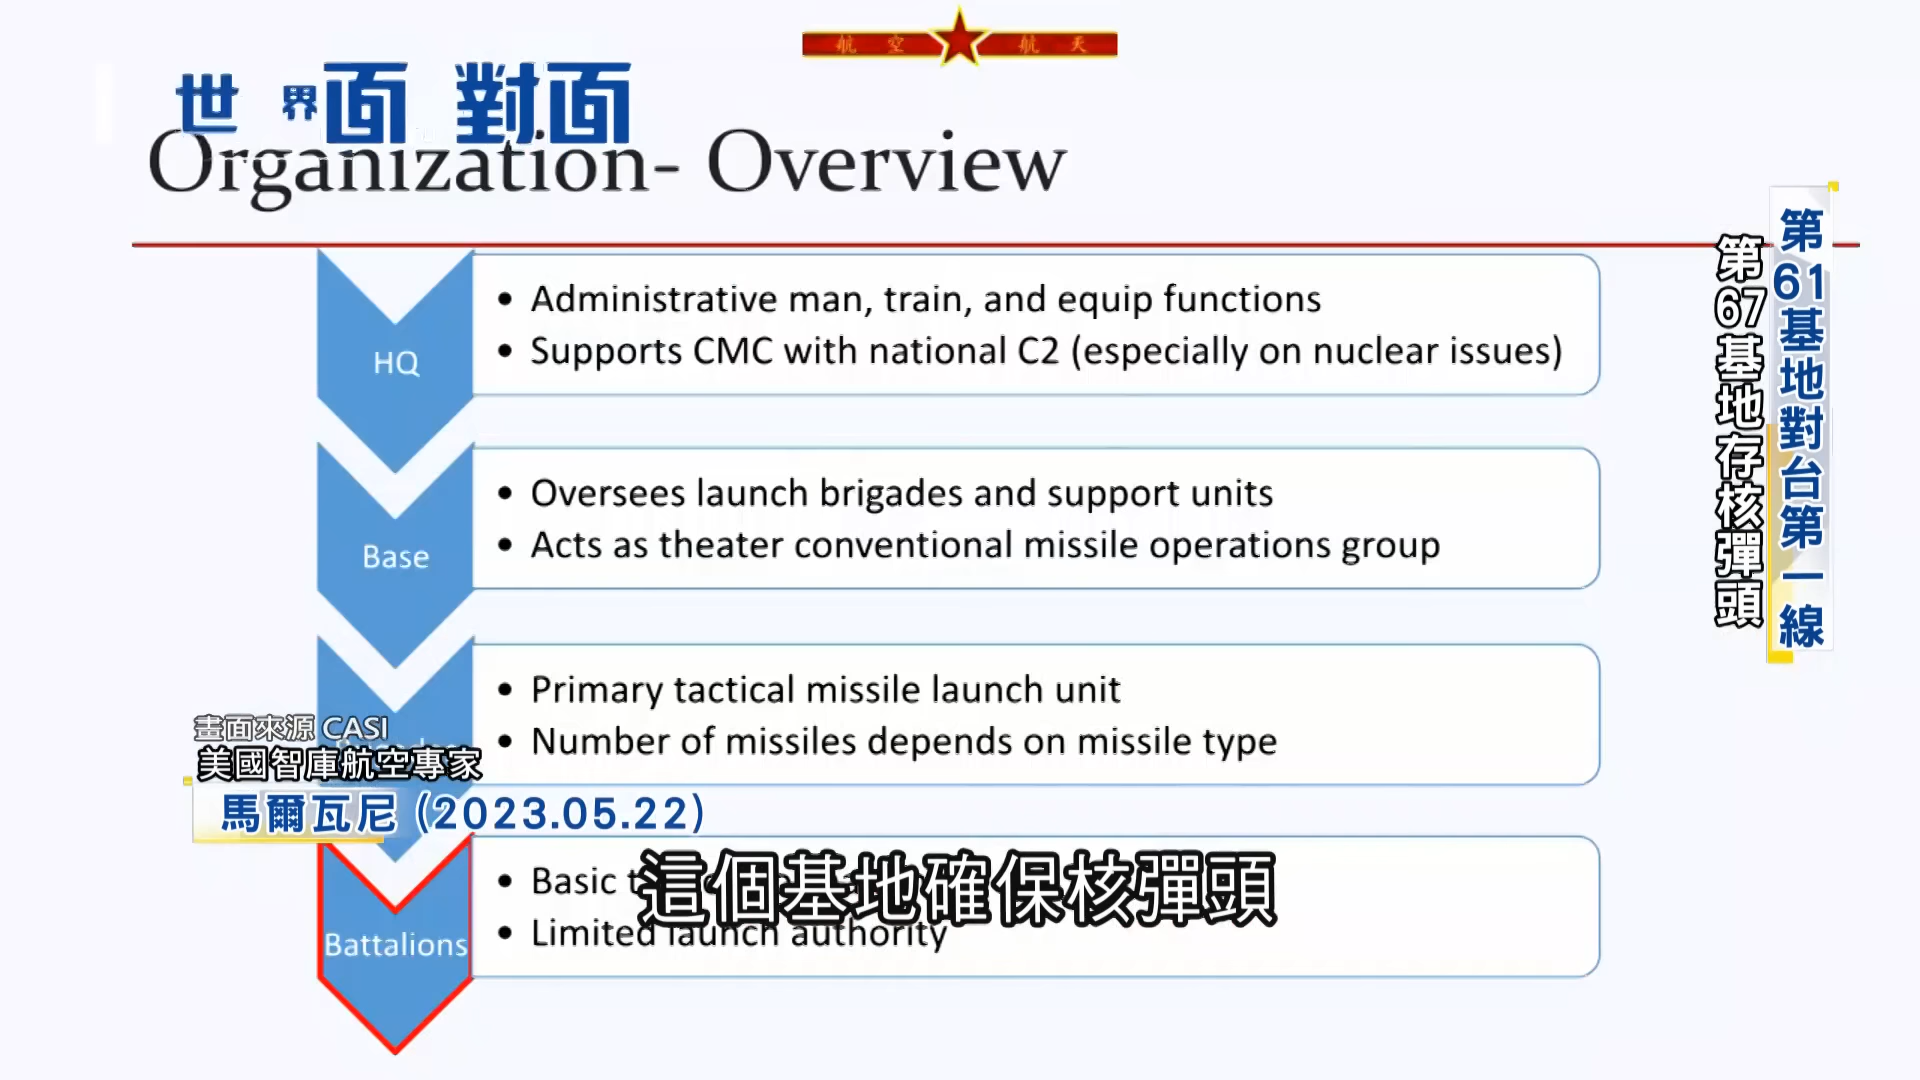 航空 航天
世界面對面
Organization- Overview
HQ
• Administrative man, train, and equip functions
• Supports CMC with national C2 (especially on nuclear issues)
Base
• Oversees launch brigades and support units
• Acts as theater conventional missile operations group
• Primary tactical missile launch unit
• Number of missiles depends on missile type
Battalions
• Basic
• Limited launch authority
第61基地對台第一線
第67基地存核彈頭
畫面來源 CASI
美國智庫航空專家
馬爾瓦尼 (2023.05.22)
這個基地確保核彈頭